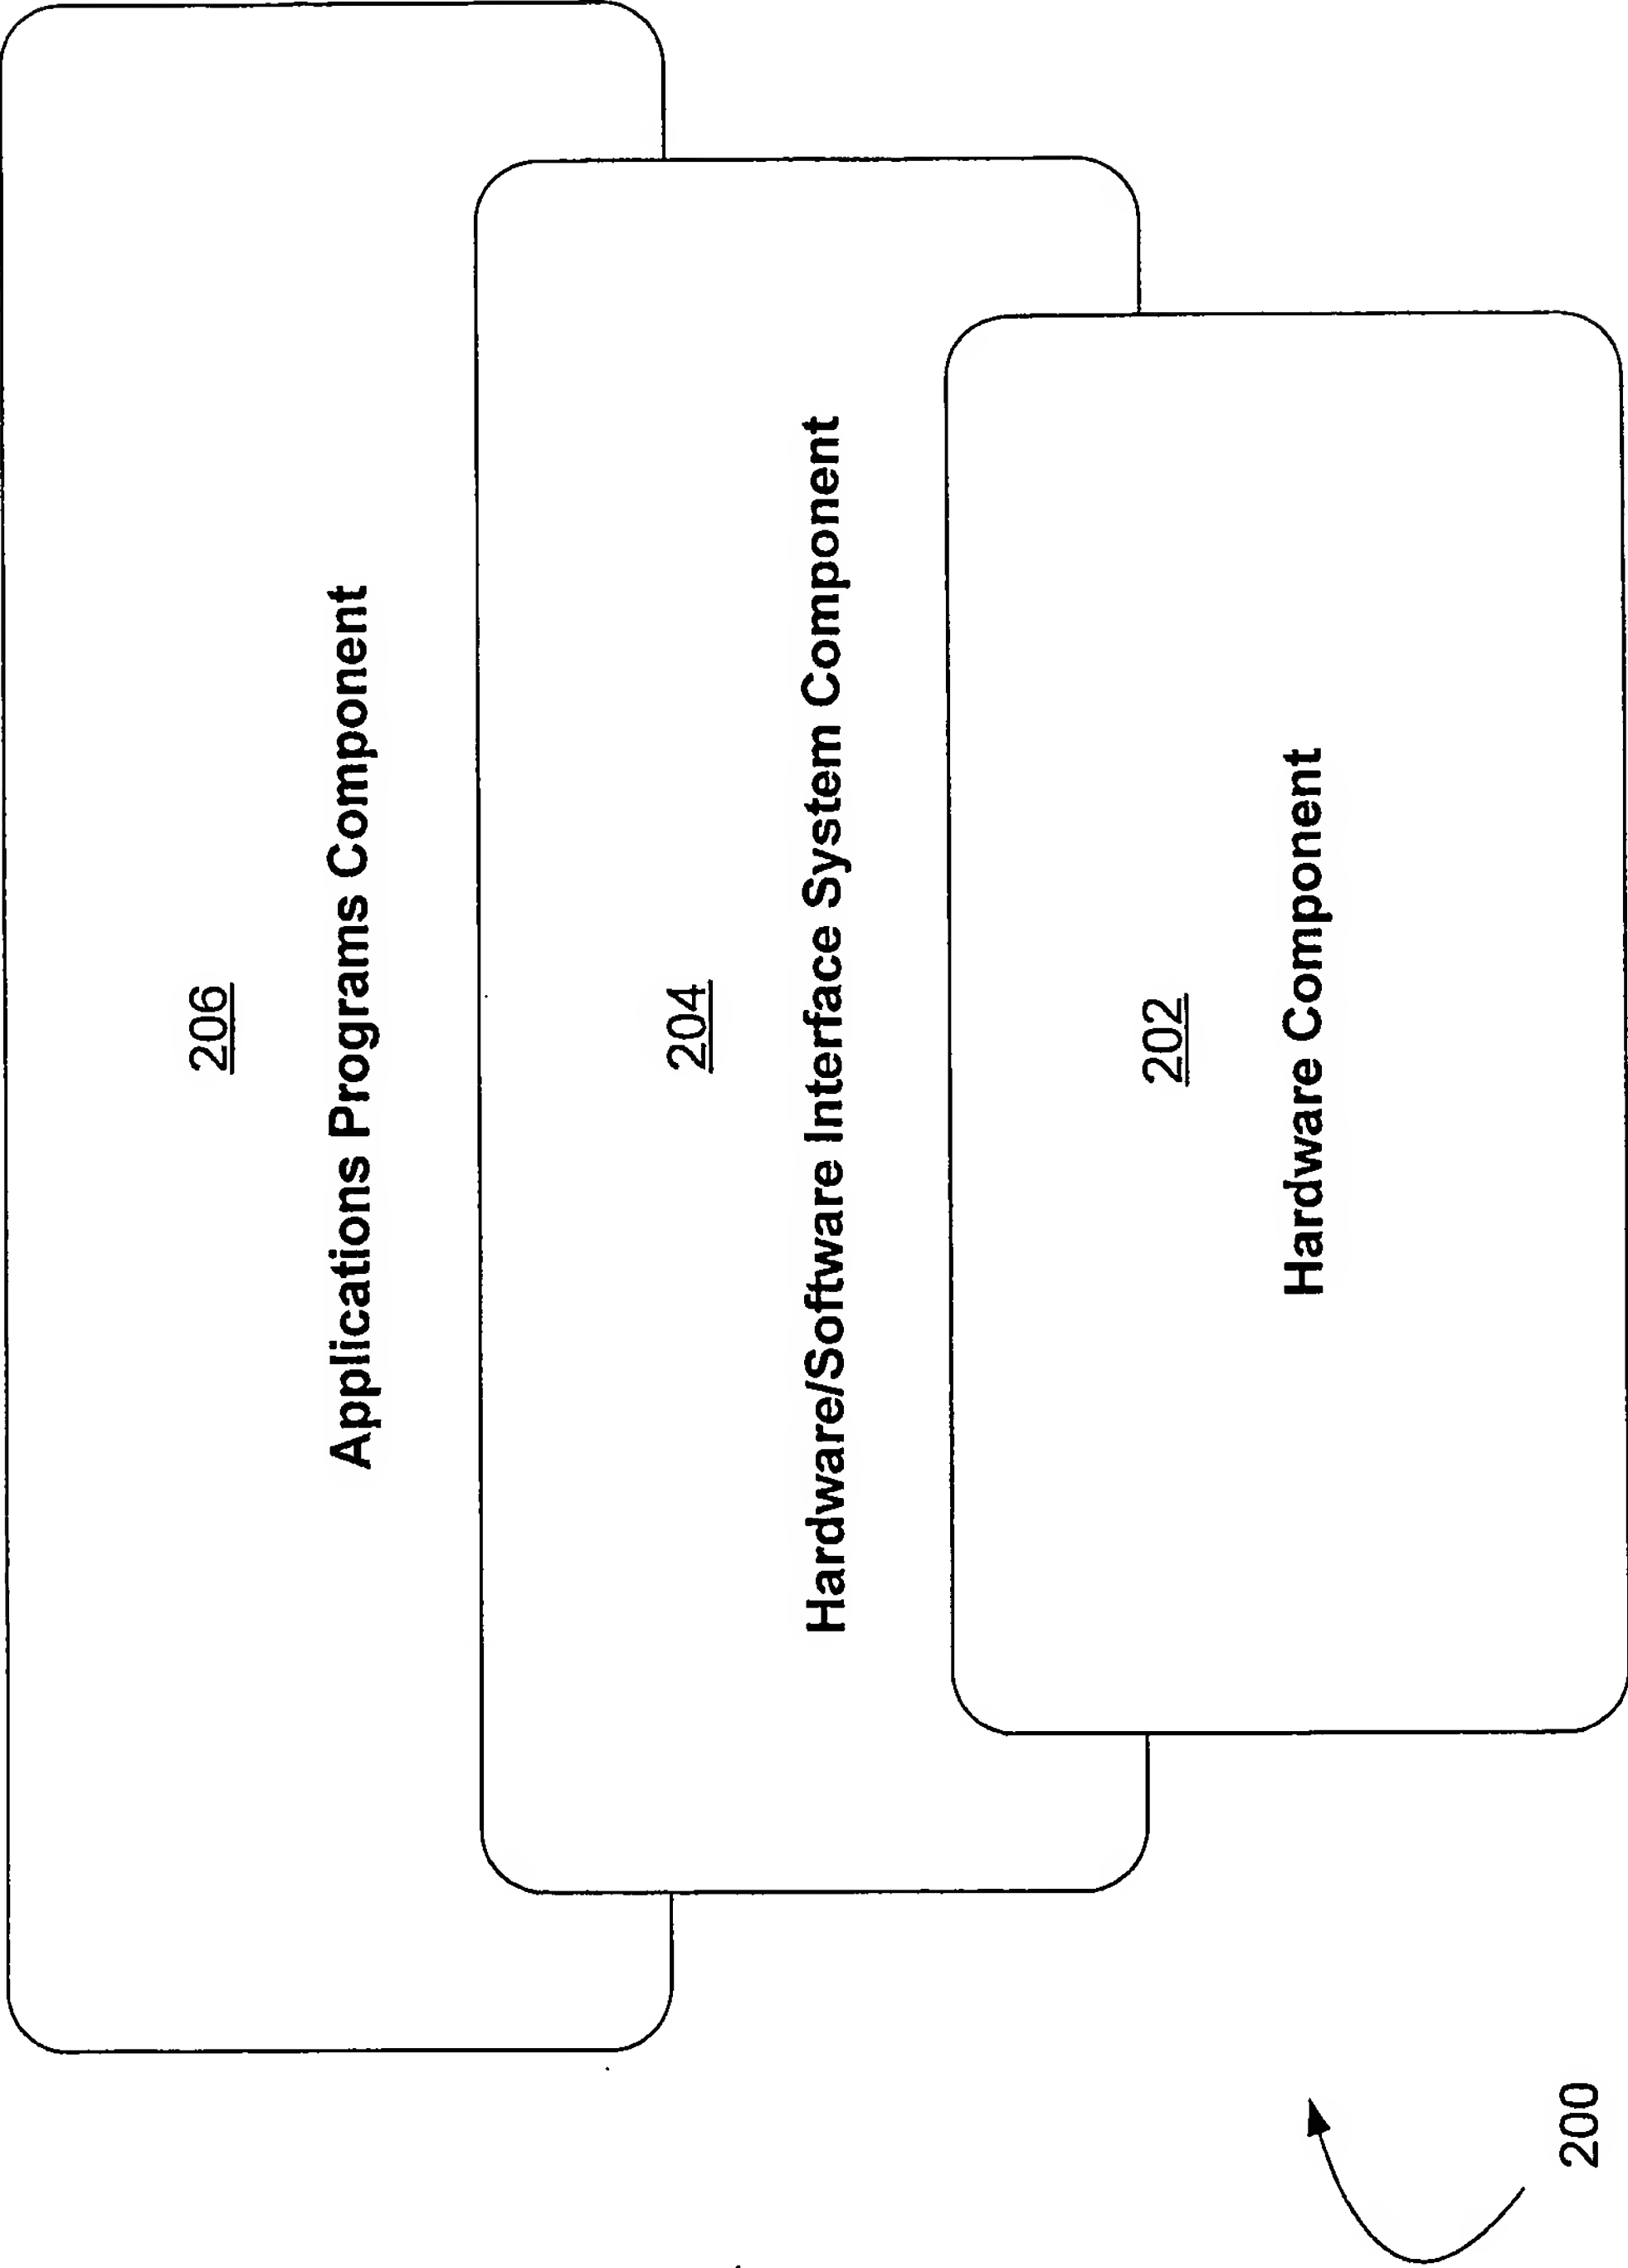 206
Applications Programs Component
204
Hardware/Software Interface System Component
202
Hardware Component
200